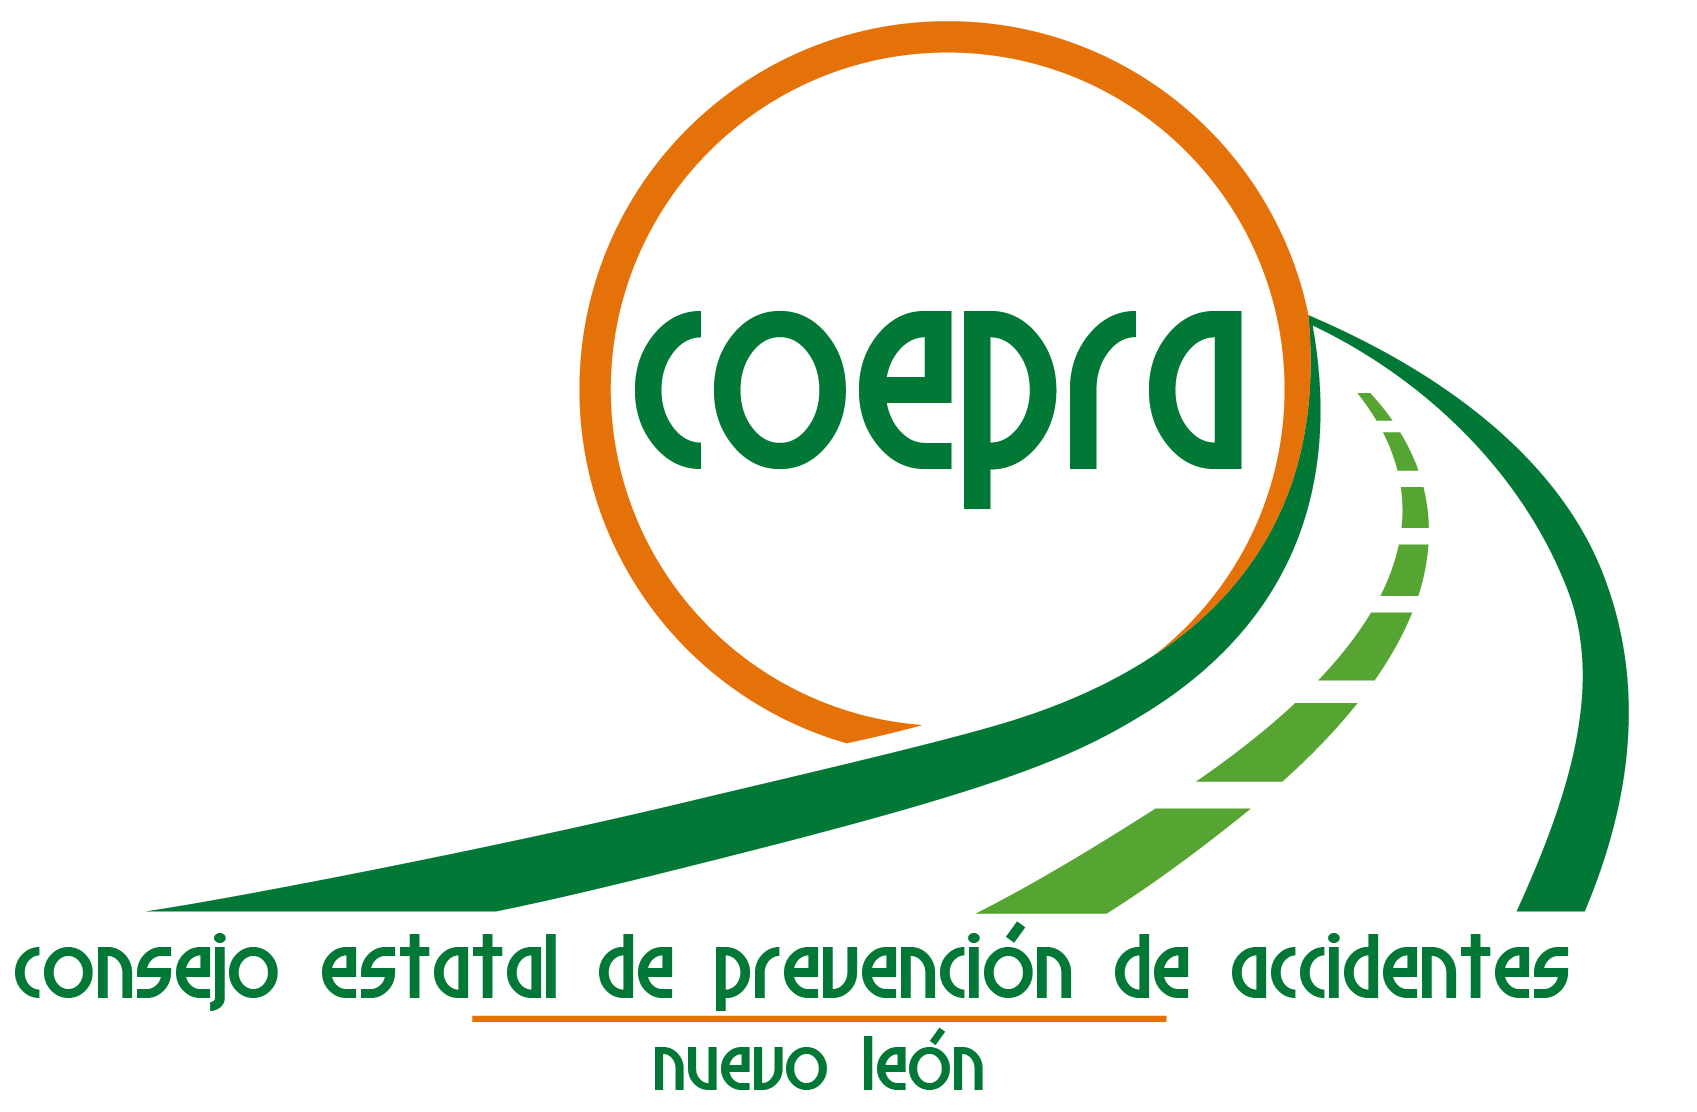 coepra
consejo estatal de prevención de accidentes
nuevo león